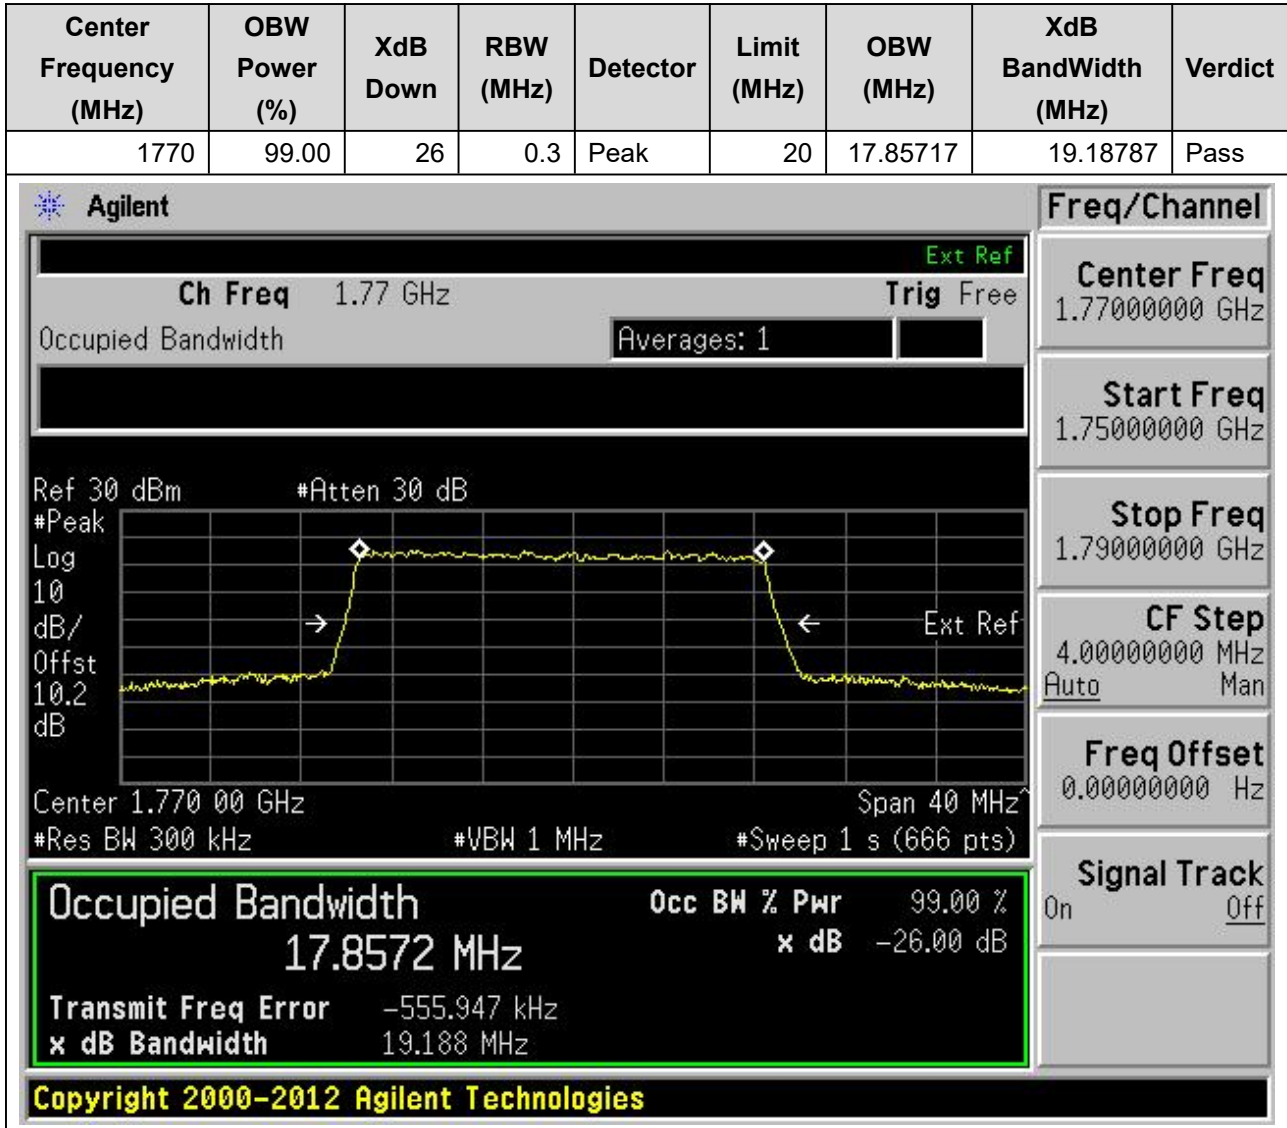 Center Frequency (MHz) OBW Power (%) XdB Down RBW (MHz) Detector Limit (MHz) OBW (MHz) XdB BandWidth (MHz) Verdict
1770 99.00 26 0.3 Peak 20 17.85717 19.18787 Pass
Agilent
Freq/Channel
Ext Ref
Ch Freq 1.77 GHz Trig Free
Occupied Bandwidth Averages: 1
Center Freq
1.77000000 GHz
Start Freq
1.75000000 GHz
Stop Freq
1.79000000 GHz
CF Step
4.00000000 MHz
Auto Man
Freq Offset
0.00000000 Hz
Signal Track
On Off
Ref 30 dBm #Atten 30 dB
#Peak
Log
10
dB/
Offst
10.2
dB
Ext Ref
Center 1.770 00 GHz Span 40 MHz^
#Res BW 300 kHz #VBW 1 MHz #Sweep 1 s (666 pts)
Occupied Bandwidth
17.8572 MHz
Occ BW % Pwr 99.00 %
x dB -26.00 dB
Transmit Freq Error -555.947 kHz
x dB Bandwidth 19.188 MHz
Copyright 2000-2012 Agilent Technologies